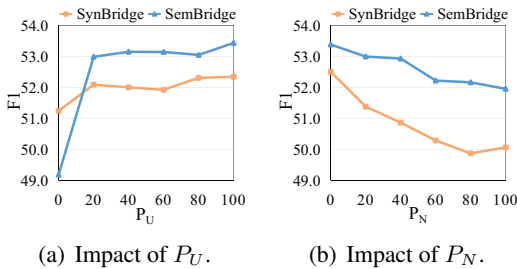 SynBridge SemBridge
54.0
53.0
52.0
51.0
50.0
49.0
F1
0 20 40 60 80 100
P_U
(a) Impact of P_U.
SynBridge SemBridge
54.0
53.0
52.0
51.0
50.0
49.0
F1
0 20 40 60 80 100
P_N
(b) Impact of P_N.